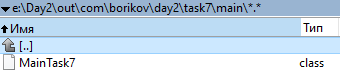 e:\Day2\out\com\borikov\day2\task7\main\*.*
Имя Тип
[..]
MainTask7 class